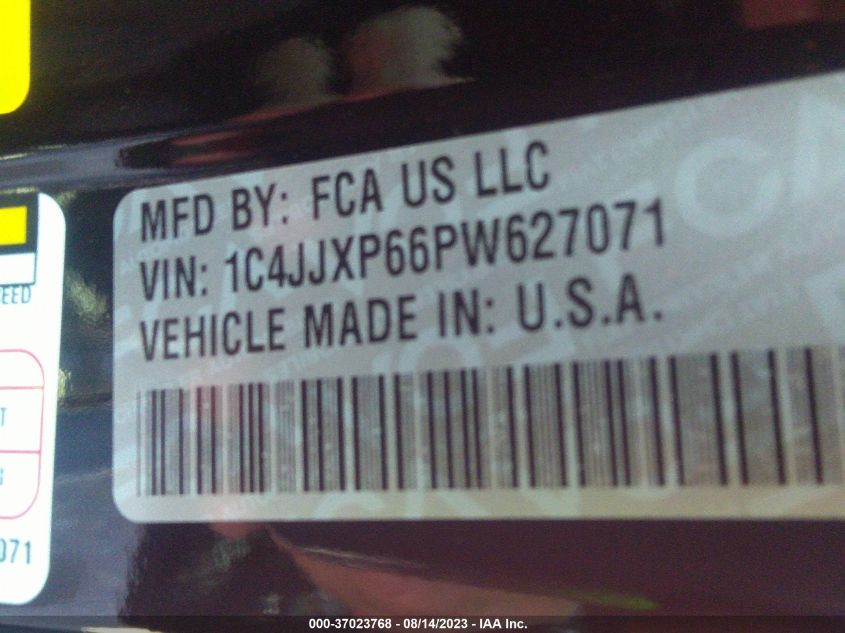 MFD BY: FCA US LLC
VIN: 1C4JJXP66PW627071
VEHICLE MADE IN: U.S.A.
EED
T
071
000-37023768 - 08/14/2023 - IAA Inc.